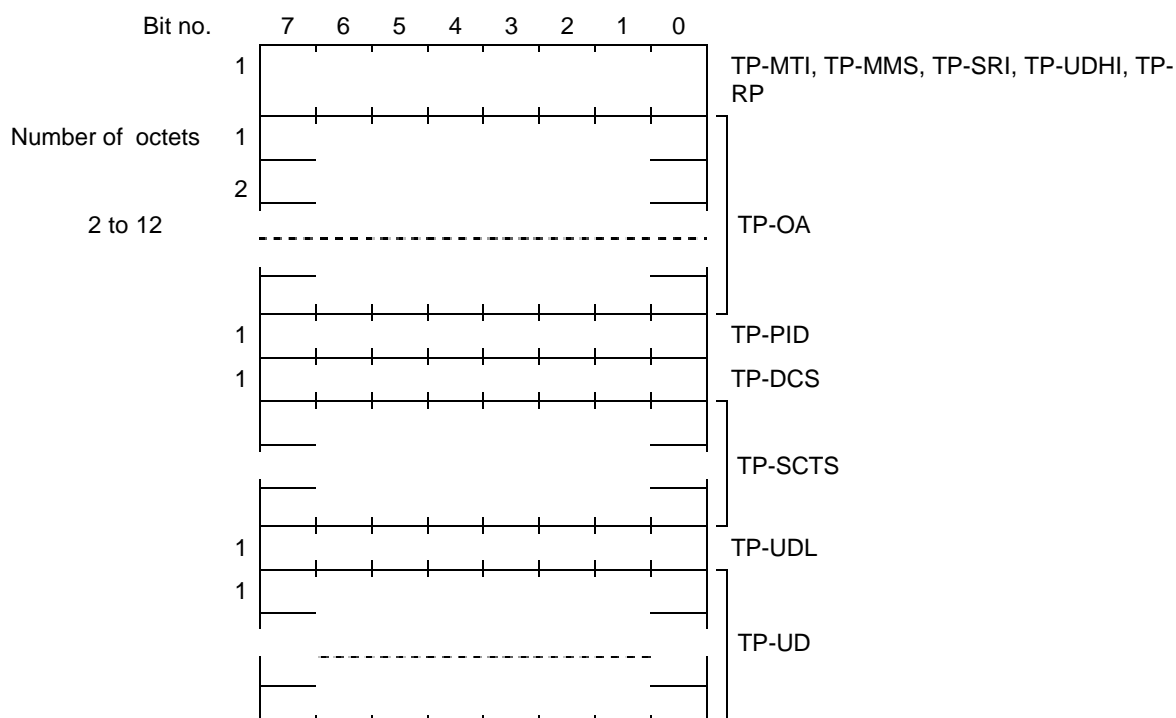 Bit no. 7 6 5 4 3 2 1 0
1 TP-MTI, TP-MMS, TP-SRI, TP-UDHI, TP-
RP
Number of octets 1
2
2 to 12 TP-OA
1 TP-PID
1 TP-DCS
TP-SCTS
1 TP-UDL
1
TP-UD